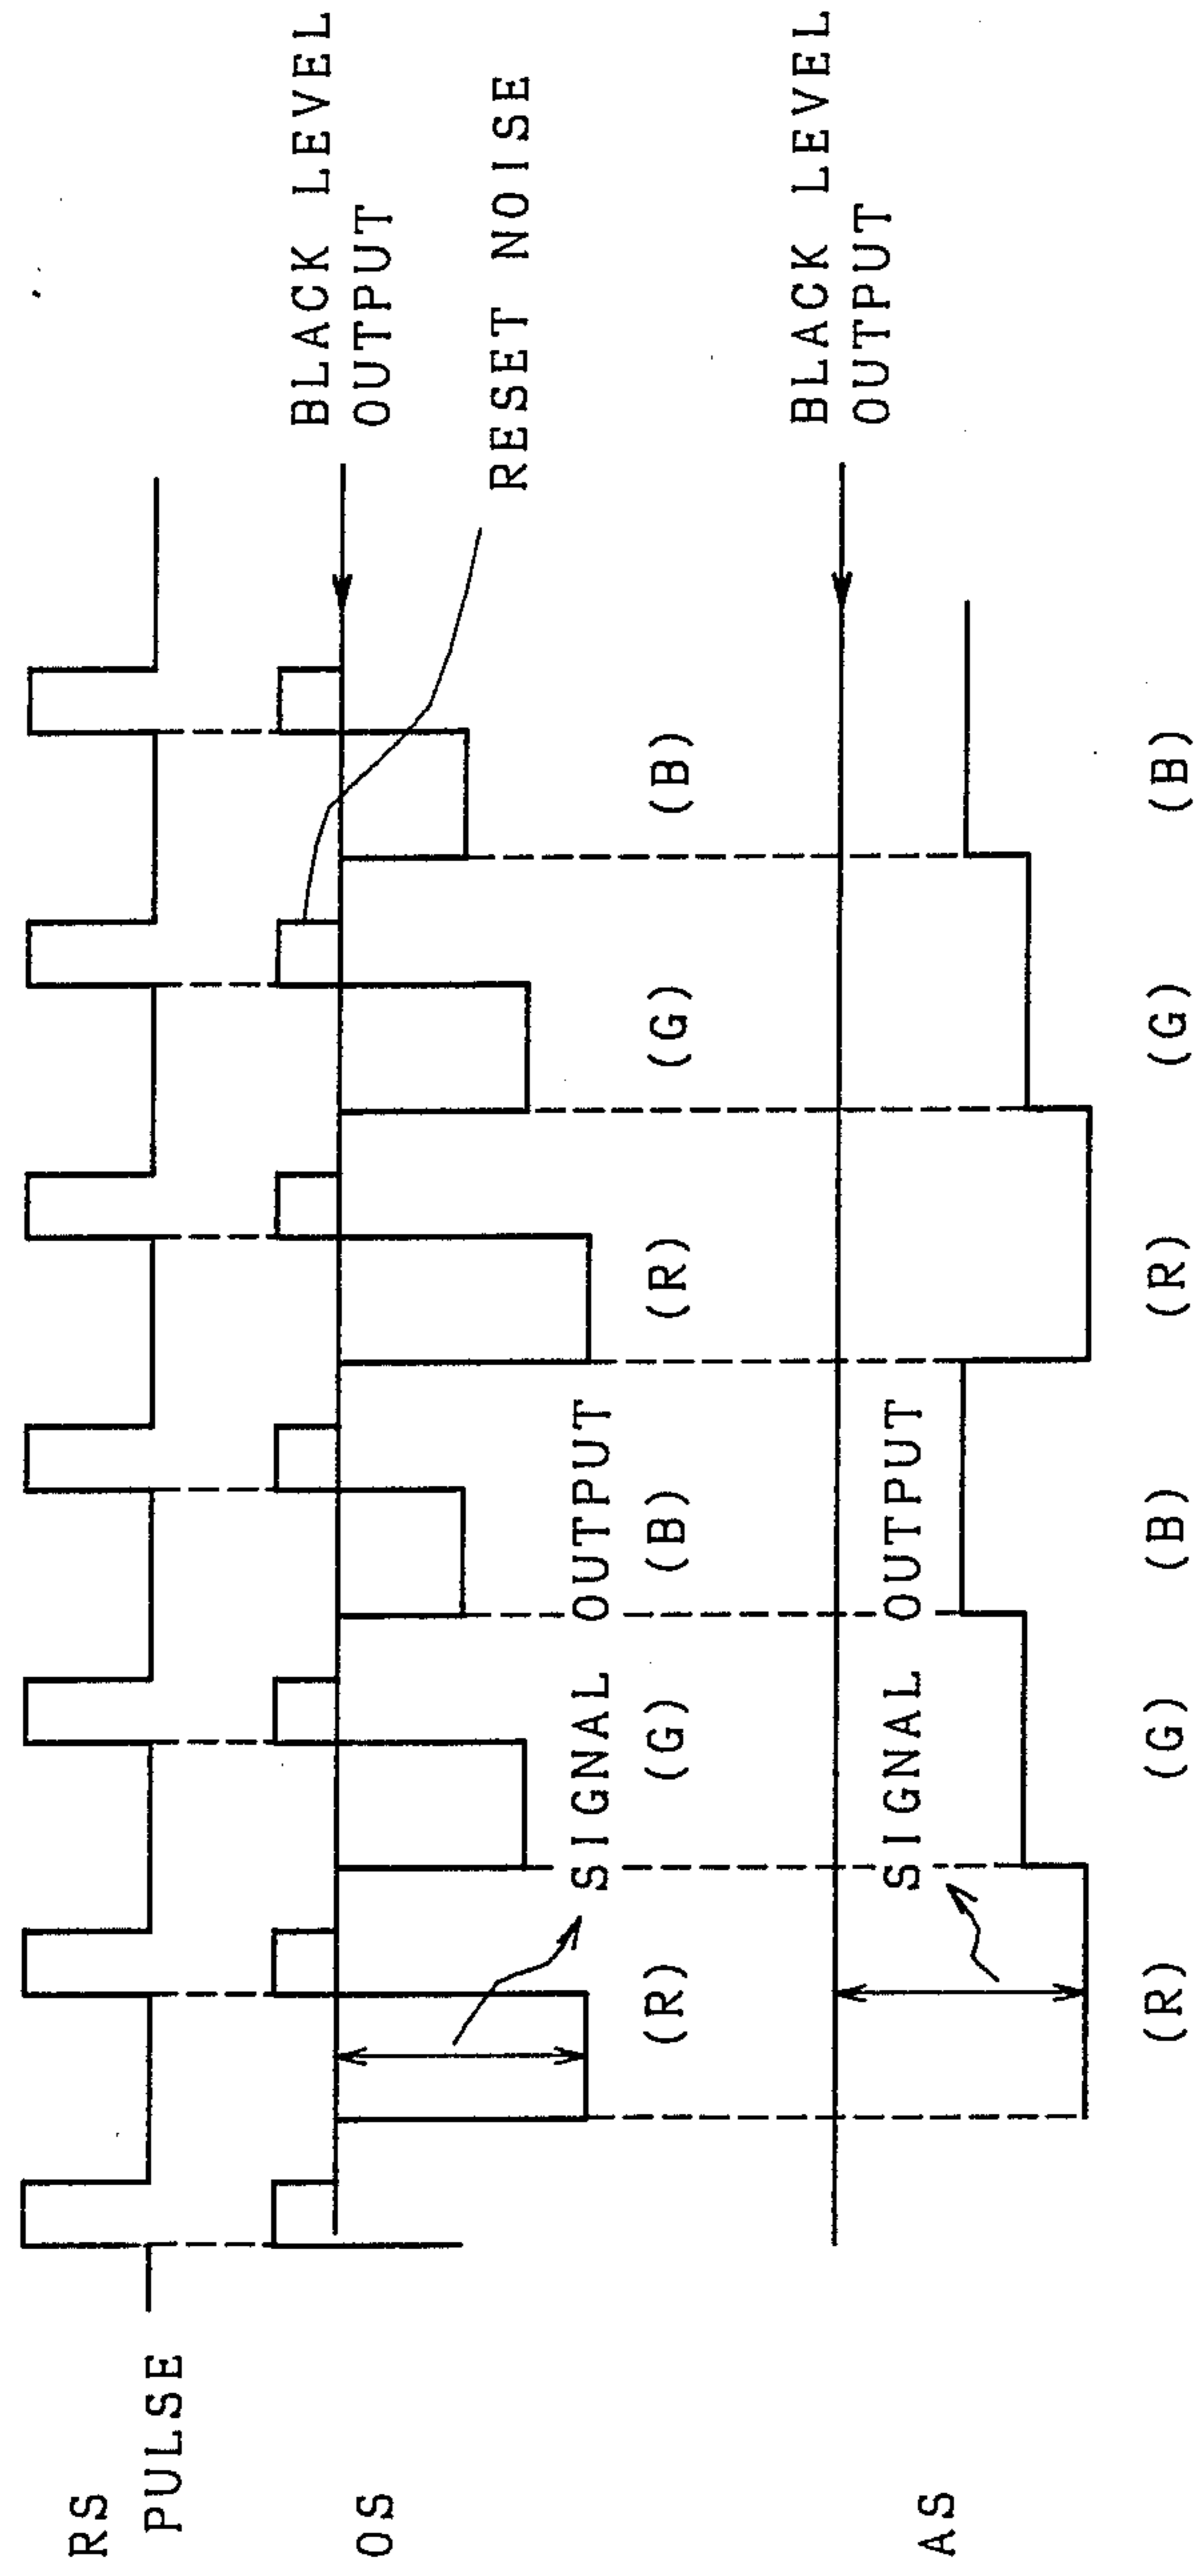 RS
PULSE
BLACK LEVEL
OUTPUT
OS
RESET NOISE
SIGNAL OUTPUT
(R) (G) (B) (R) (G) (B)
BLACK LEVEL
OUTPUT
SIGNAL OUTPUT
AS
(R) (G) (B) (R) (G) (B)